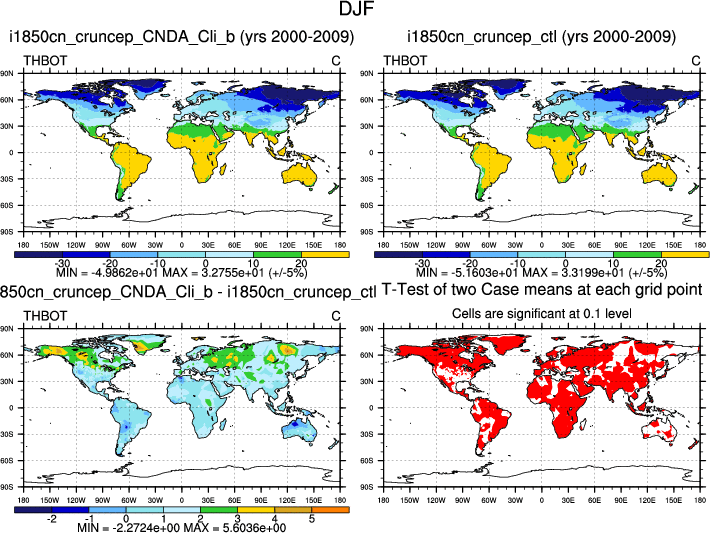 DJF
i1850cn_cruncep_CNDA_Cli_b (yrs 2000-2009)
THBOT C
90N
60N
30N
0
30S
60S
90S
180 150W 120W 90W 60W 30W 0 30E 60E 90E 120E 150E 180
-30 -20 -10 0 10 20
MIN = -4.9862e+01 MAX = 3.2755e+01 (+/-5%)
i1850cn_cruncep_ctl (yrs 2000-2009)
THBOT C
90N
60N
30N
0
30S
60S
90S
180 150W 120W 90W 60W 30W 0 30E 60E 90E 120E 150E 180
-30 -20 -10 0 10 20
MIN = -5.1603e+01 MAX = 3.3199e+01 (+/-5%)
850cn_cruncep_CNDA_Cli_b - i1850cn_cruncep_ctl
THBOT C
90N
60N
30N
0
30S
60S
90S
180 150W 120W 90W 60W 30W 0 30E 60E 90E 120E 150E 180
-2 -1 0 1 2 3 4 5
MIN = -2.2724e+00 MAX = 5.6036e+00
T-Test of two Case means at each grid point
Cells are significant at 0.1 level
90N
60N
30N
0
30S
60S
90S
180 150W 120W 90W 60W 30W 0 30E 60E 90E 120E 150E 180